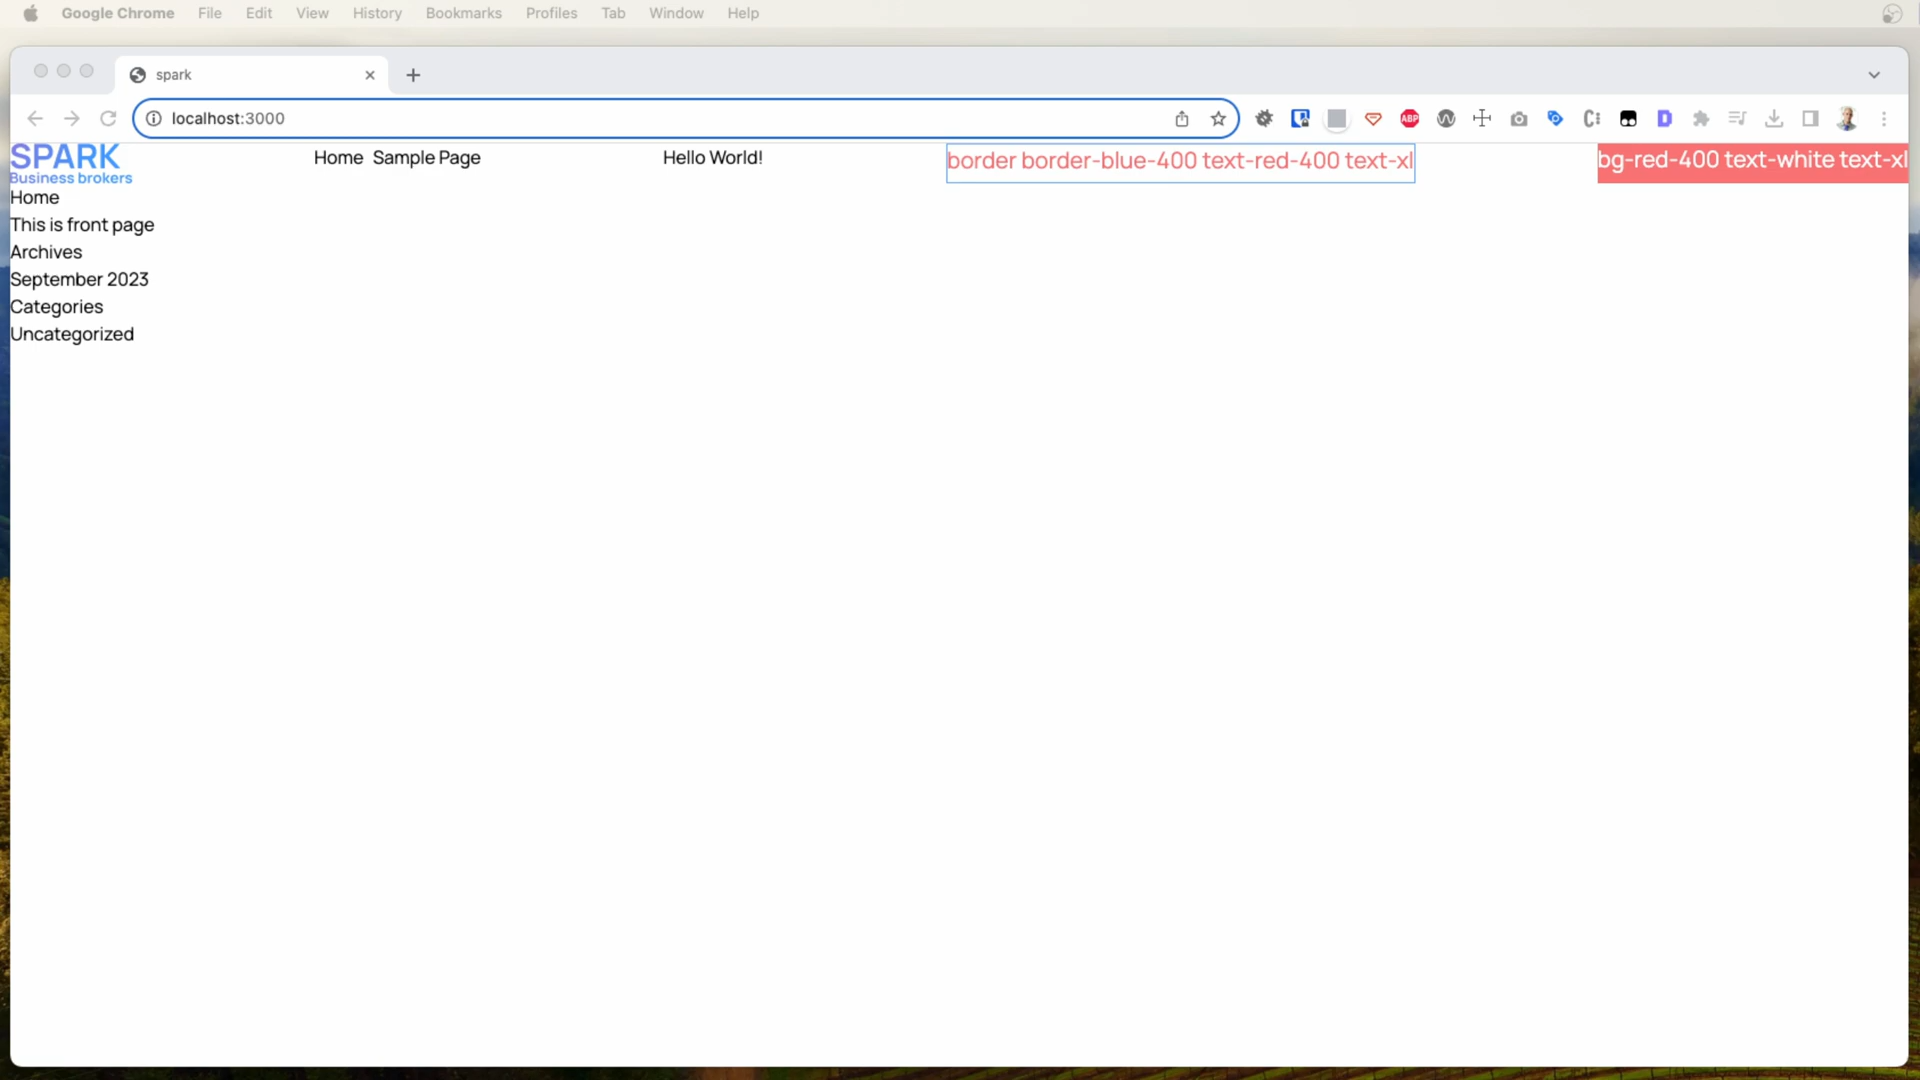 Google Chrome File Edit View History Bookmarks Profiles Tab Window Help
spark
localhost:3000
ABP
SPARK
Business brokers
Home Sample Page
Hello World!
border border-blue-400 text-red-400 text-xl
bg-red-400 text-white text-xl
Home
This is front page
Archives
September 2023
Categories
Uncategorized